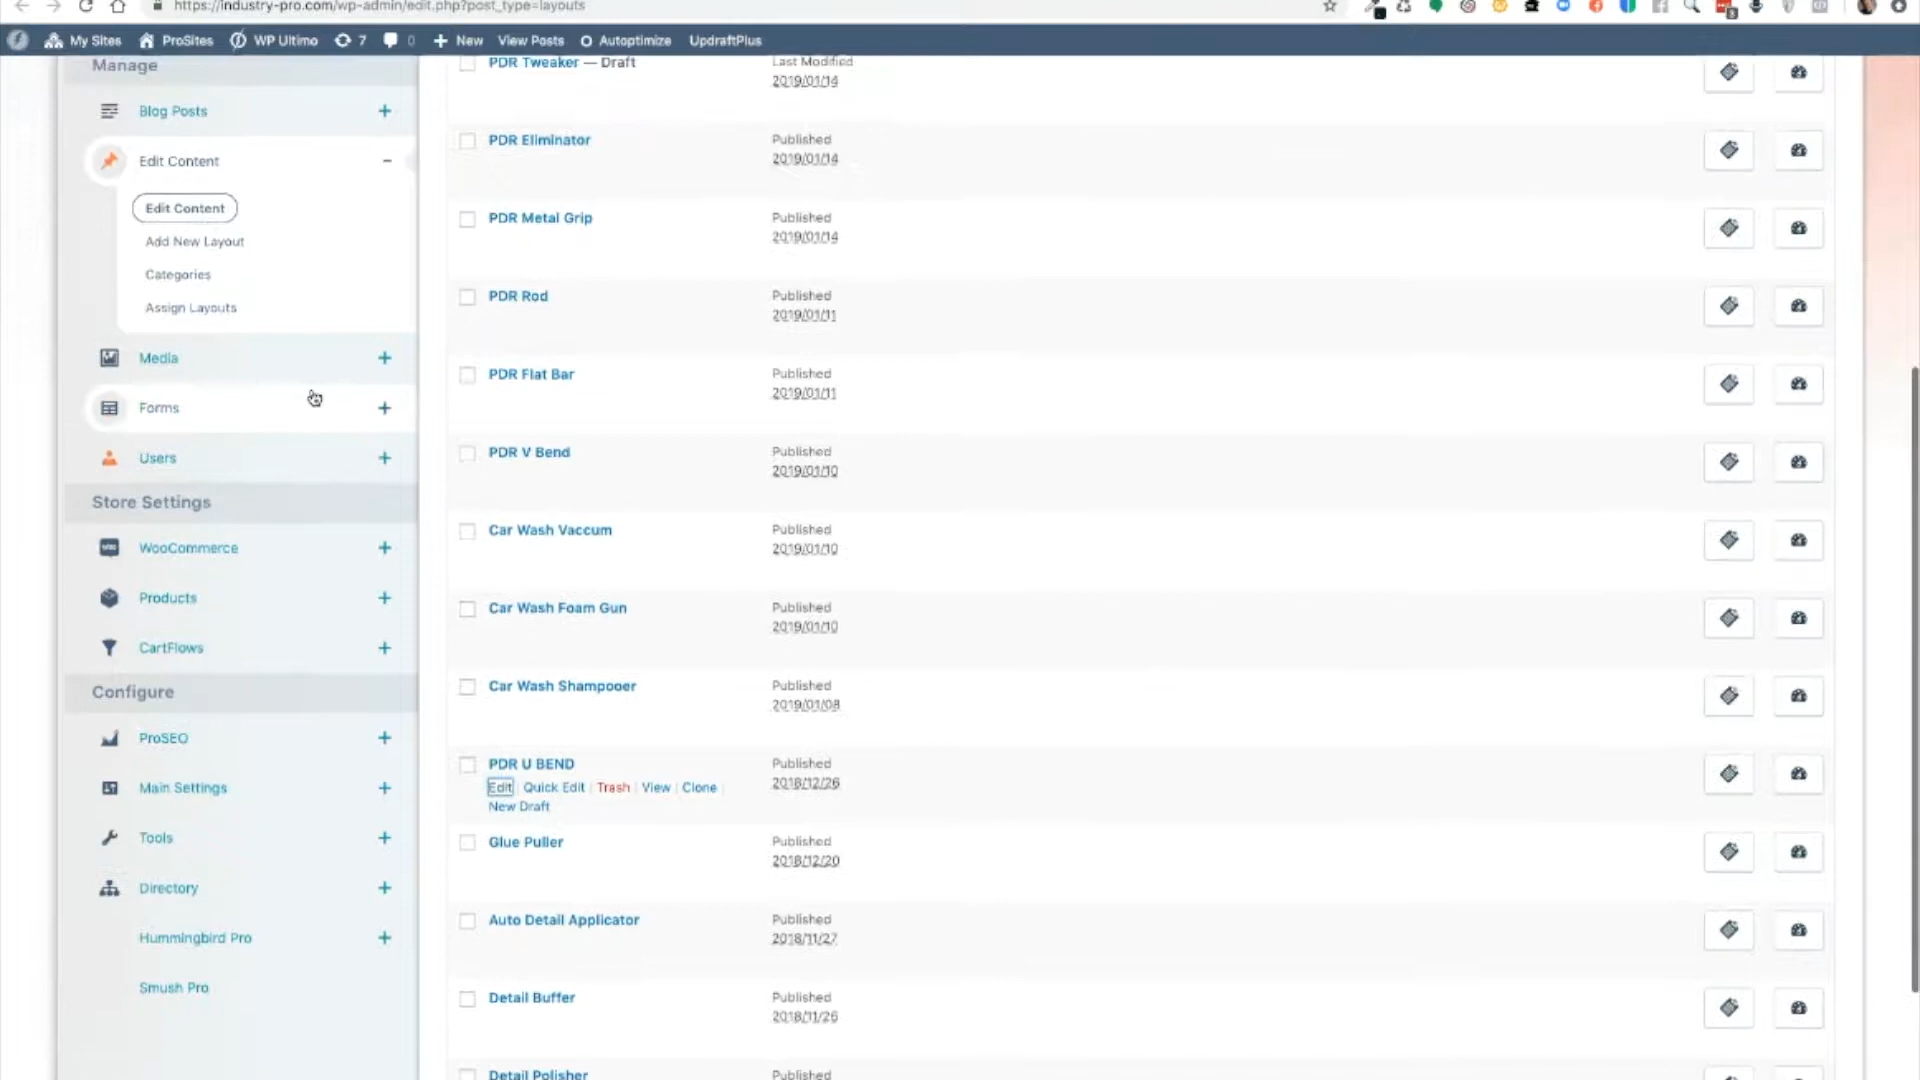 https://industry-pro.com/wp-admin/edit.php?post_type=layouts
My Sites ProSites WP Ultimo 7 0 New View Posts Autoptimize UpdraftPlus
Manage
Blog Posts +
Edit Content −
Edit Content
Add New Layout
Categories
Assign Layouts
Media +
Forms +
Users +
Store Settings
WooCommerce +
Products +
CartFlows +
Configure
ProSEO +
Main Settings +
Tools +
Directory +
Hummingbird Pro +
Smush Pro
PDR Tweaker — Draft
Last Modified
2019/01/14
PDR Eliminator
Published
2019/01/14
PDR Metal Grip
Published
2019/01/14
PDR Rod
Published
2019/01/11
PDR Flat Bar
Published
2019/01/11
PDR V Bend
Published
2019/01/10
Car Wash Vaccum
Published
2019/01/10
Car Wash Foam Gun
Published
2019/01/10
Car Wash Shampooer
Published
2019/01/08
PDR U BEND
Edit | Quick Edit | Trash | View | Clone |
New Draft
Published
2018/12/26
Glue Puller
Published
2018/12/20
Auto Detail Applicator
Published
2018/11/27
Detail Buffer
Published
2018/11/26
Detail Polisher
Published